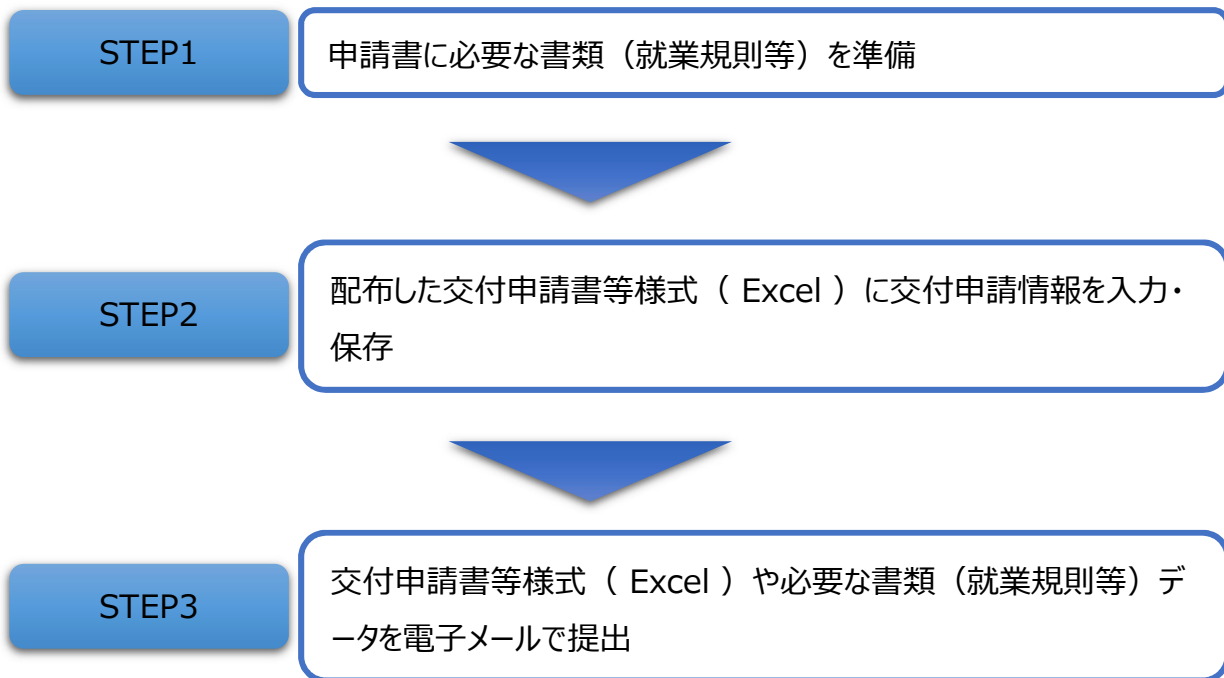 STEP1
申請書に必要な書類（就業規則等）を準備
STEP2
配布した交付申請書等様式（ Excel ）に交付申請情報を入力・
保存
STEP3
交付申請書等様式（ Excel ）や必要な書類（就業規則等）デ
ータを電子メールで提出